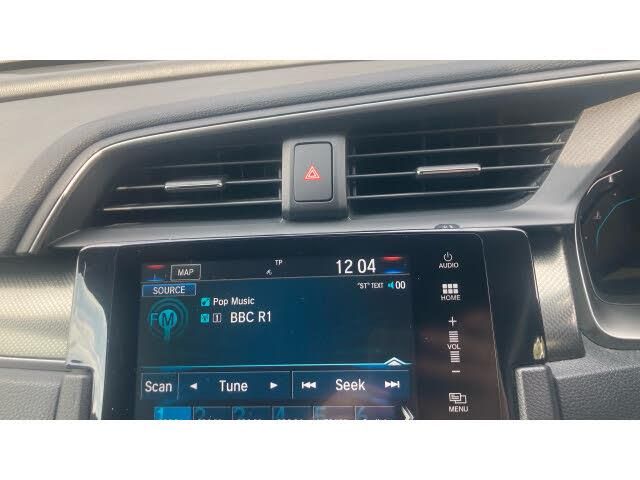 MAP
TP
12 04
AUDIO
SOURCE
"ST" TEXT 00
Pop Music
HOME
FM
1 BBC R1
+
VOL
−
Scan
Tune
Seek
MENU